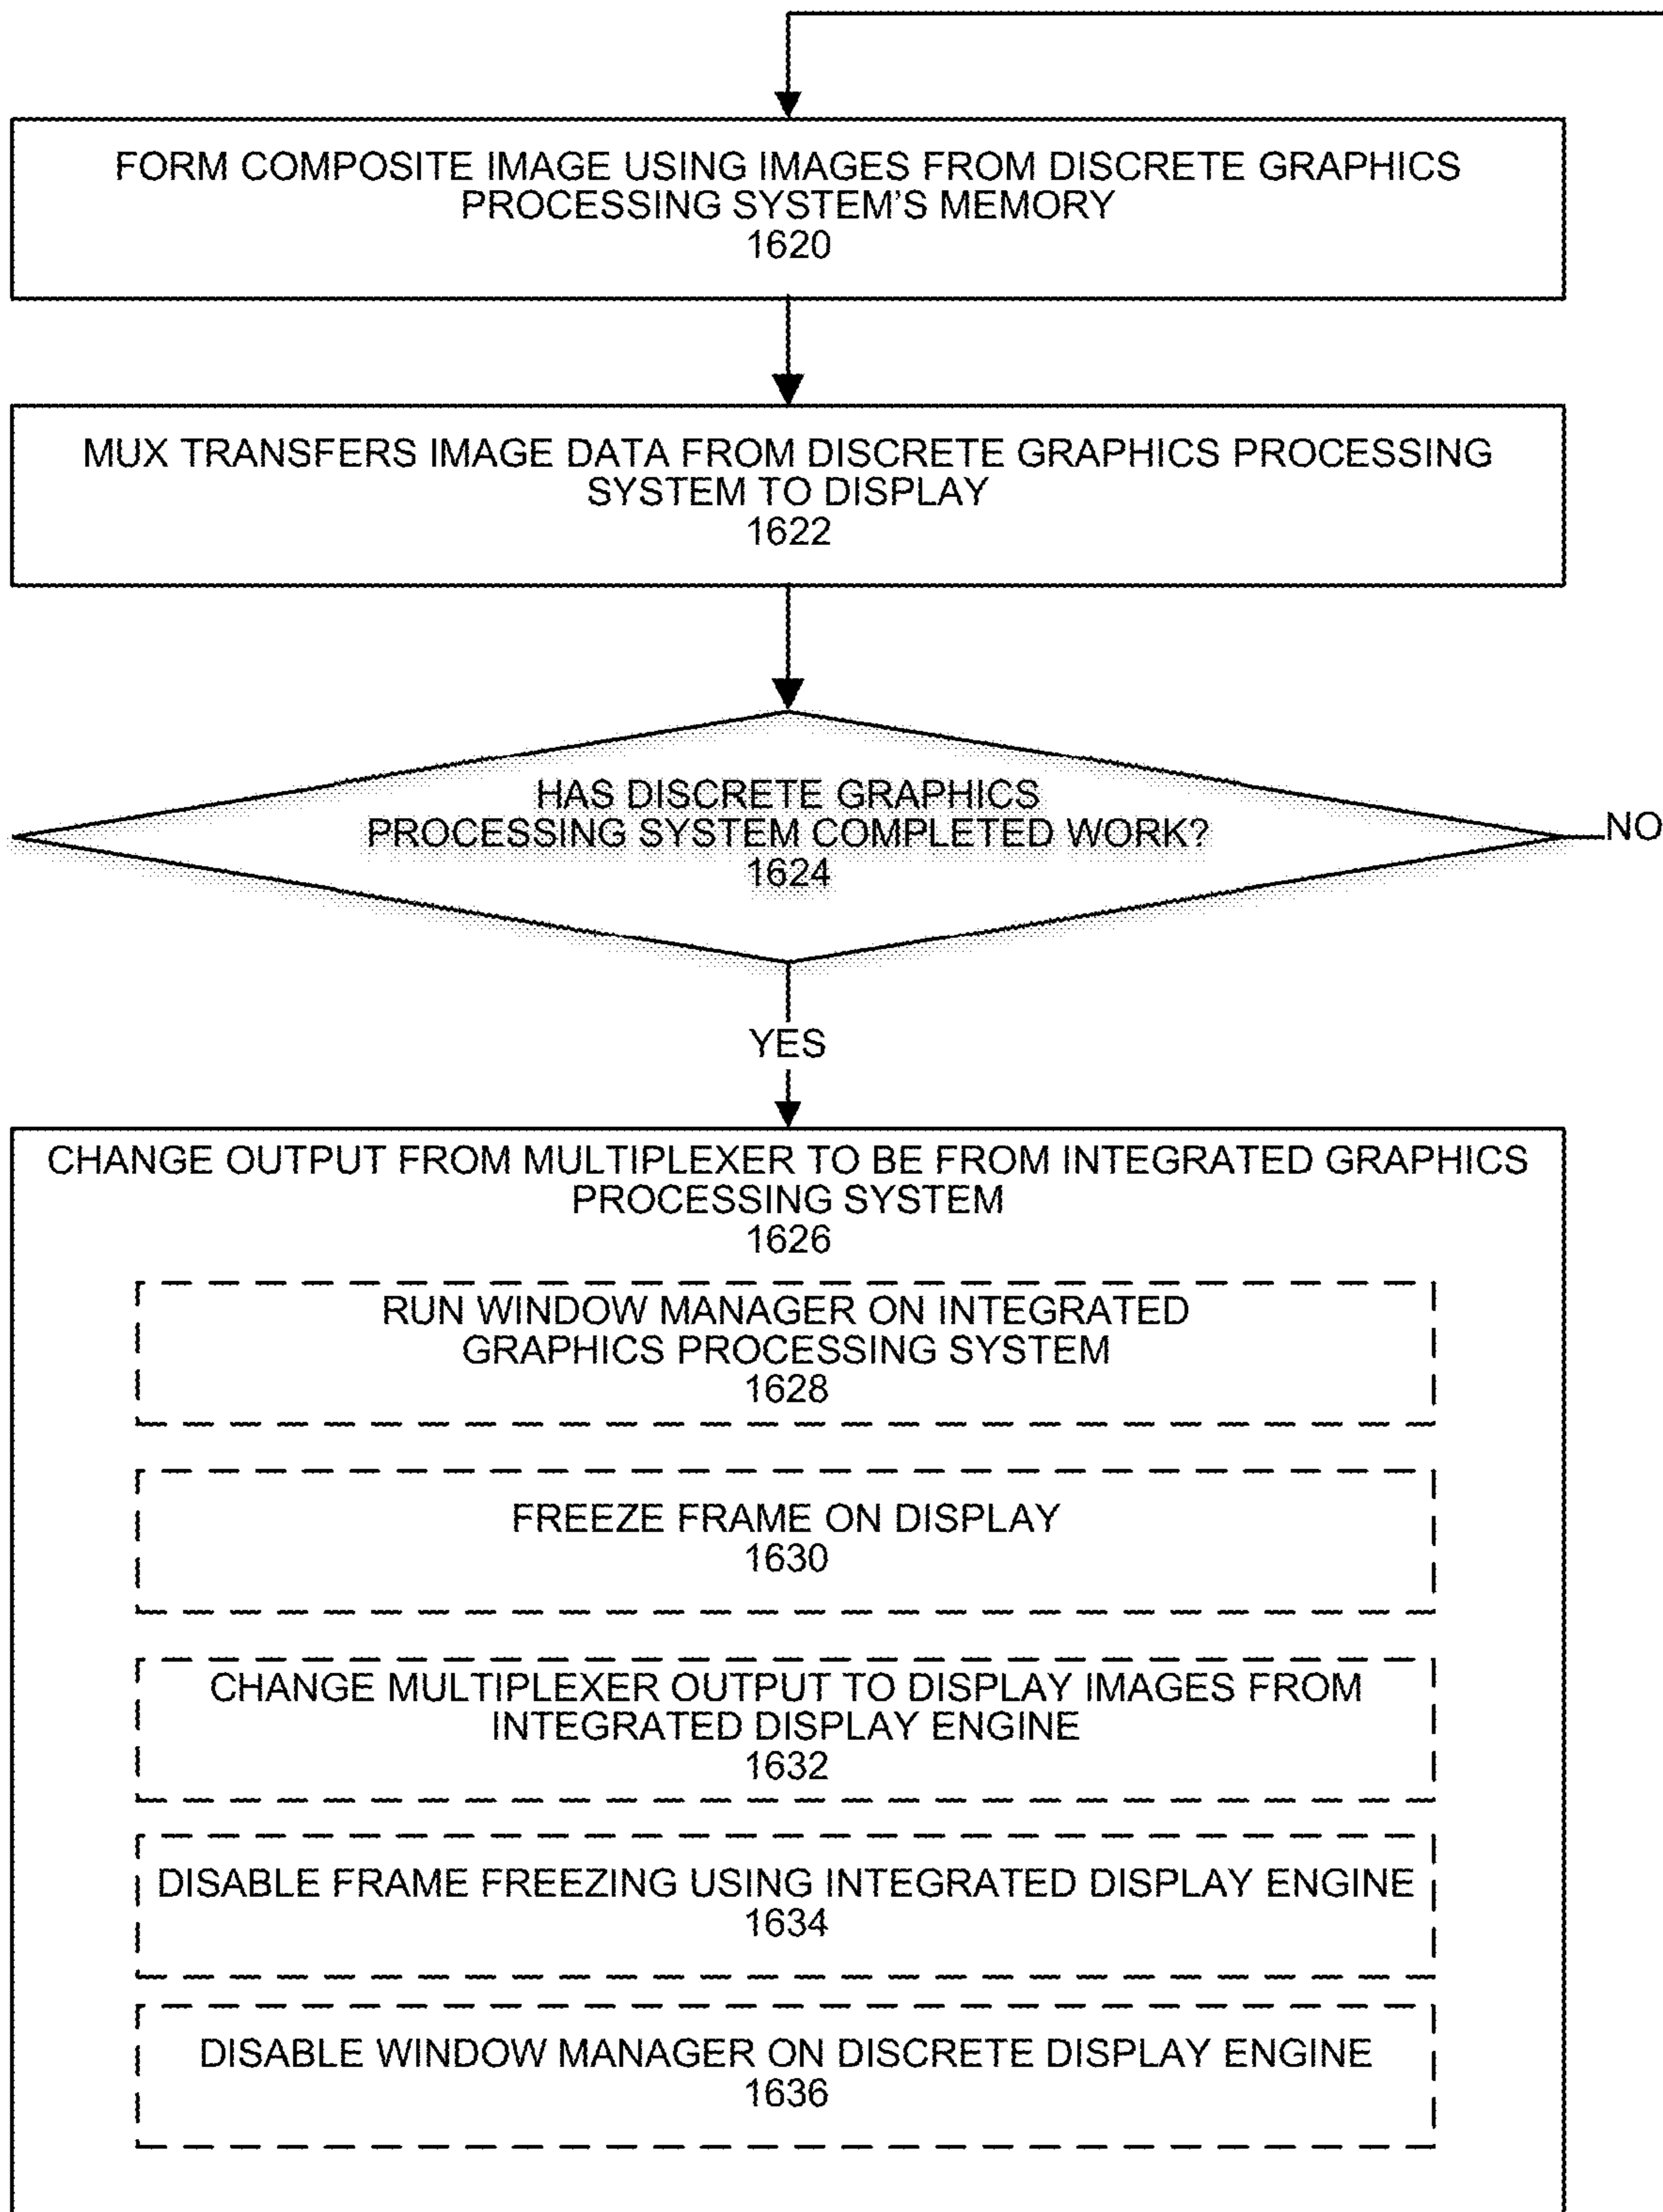 FORM COMPOSITE IMAGE USING IMAGES FROM DISCRETE GRAPHICS
PROCESSING SYSTEM'S MEMORY
1620
MUX TRANSFERS IMAGE DATA FROM DISCRETE GRAPHICS PROCESSING
SYSTEM TO DISPLAY
1622
HAS DISCRETE GRAPHICS
PROCESSING SYSTEM COMPLETED WORK?
1624
NO
YES
CHANGE OUTPUT FROM MULTIPLEXER TO BE FROM INTEGRATED GRAPHICS
PROCESSING SYSTEM
1626
RUN WINDOW MANAGER ON INTEGRATED
GRAPHICS PROCESSING SYSTEM
1628
FREEZE FRAME ON DISPLAY
1630
CHANGE MULTIPLEXER OUTPUT TO DISPLAY IMAGES FROM
INTEGRATED DISPLAY ENGINE
1632
DISABLE FRAME FREEZING USING INTEGRATED DISPLAY ENGINE
1634
DISABLE WINDOW MANAGER ON DISCRETE DISPLAY ENGINE
1636